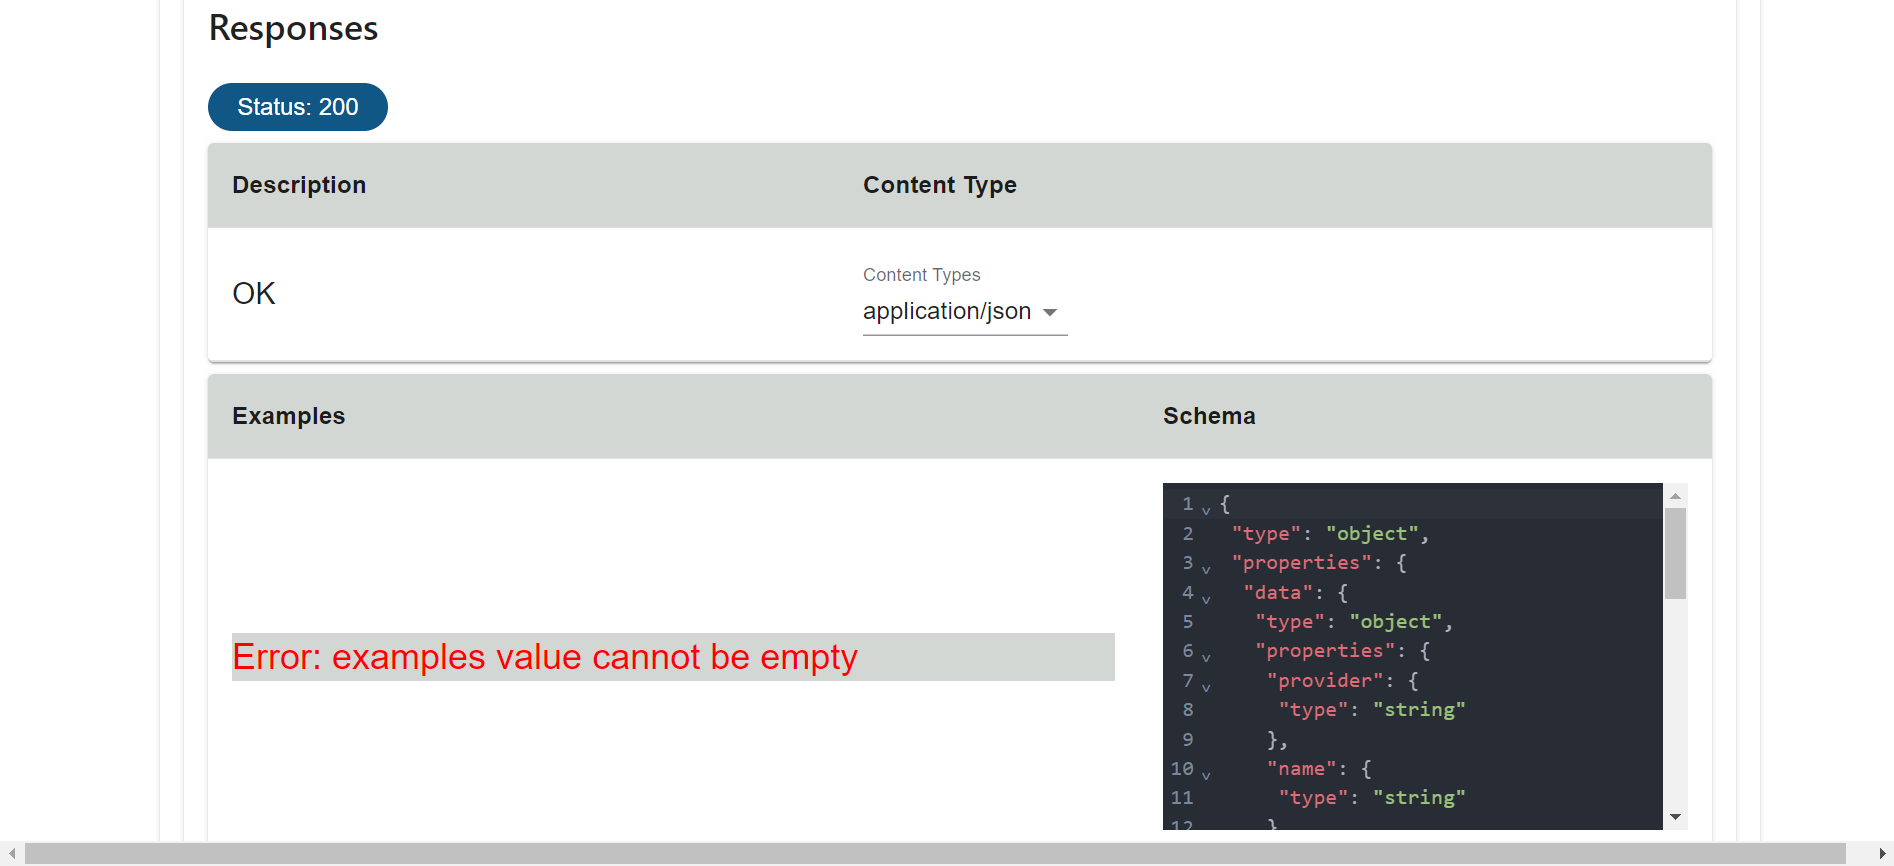 Responses
Status: 200
Description Content Type
OK
Content Types
application/json
Examples Schema
Error: examples value cannot be empty
1 {
2 "type": "object",
3 "properties": {
4 "data": {
5 "type": "object",
6 "properties": {
7 "provider": {
8 "type": "string"
9 },
10 "name": {
11 "type": "string"
12 }